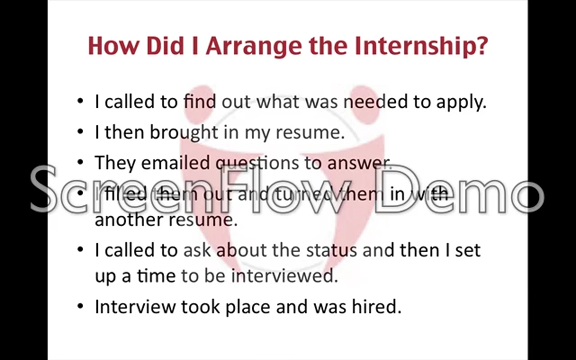 How Did I Arrange the Internship?
• I called to find out what was needed to apply.
• I then brought in my resume.
• They emailed questions to answer.
• I filled them out and turned them in with
another resume.
ScreenFlow Demo
• I called to ask about the status and then I set
up a time to be interviewed.
• Interview took place and was hired.